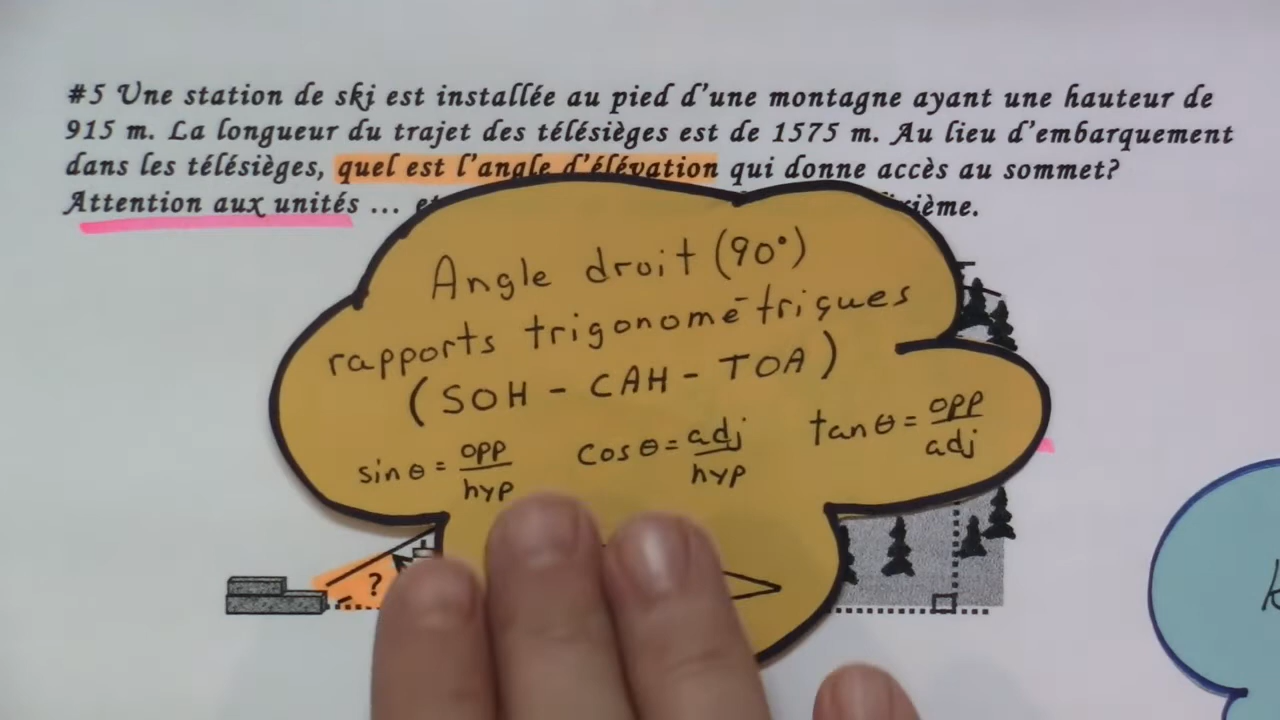 #5 Une station de ski est installée au pied d'une montagne ayant une hauteur de
915 m. La longueur du trajet des télésièges est de 1575 m. Au lieu d'embarquement
dans les télésièges, quel est l'angle d'élévation qui donne accès au sommet?
Attention aux unités ...
Angle droit (90°)
rapports trigonométriques
(SOH - CAH - TOA)
sin θ = opp/hyp cos θ = adj/hyp tan θ = opp/adj
?